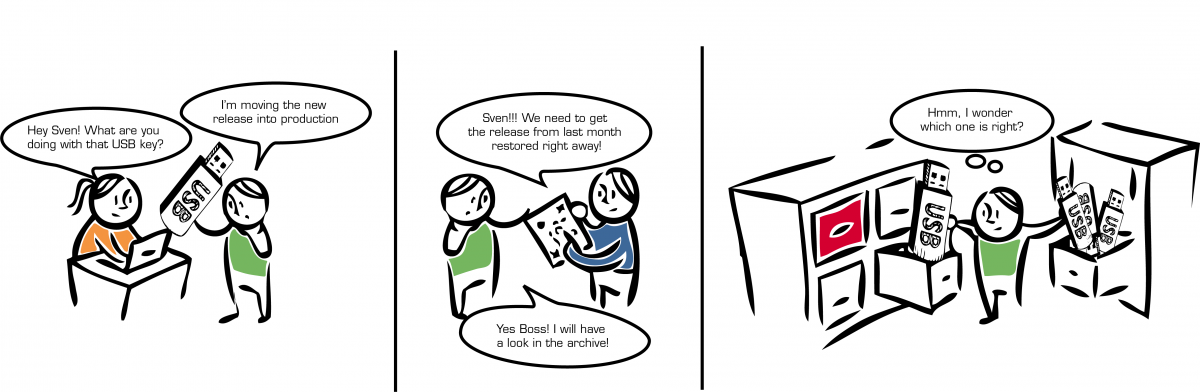 Hey Sven! What are you
doing with that USB key?
I'm moving the new
release into production
USB
Sven!!! We need to get
the release from last month
restored right away!
Yes Boss! I will have
a look in the archive!
Hmm, I wonder
which one is right?
USB
USB
USB
USB